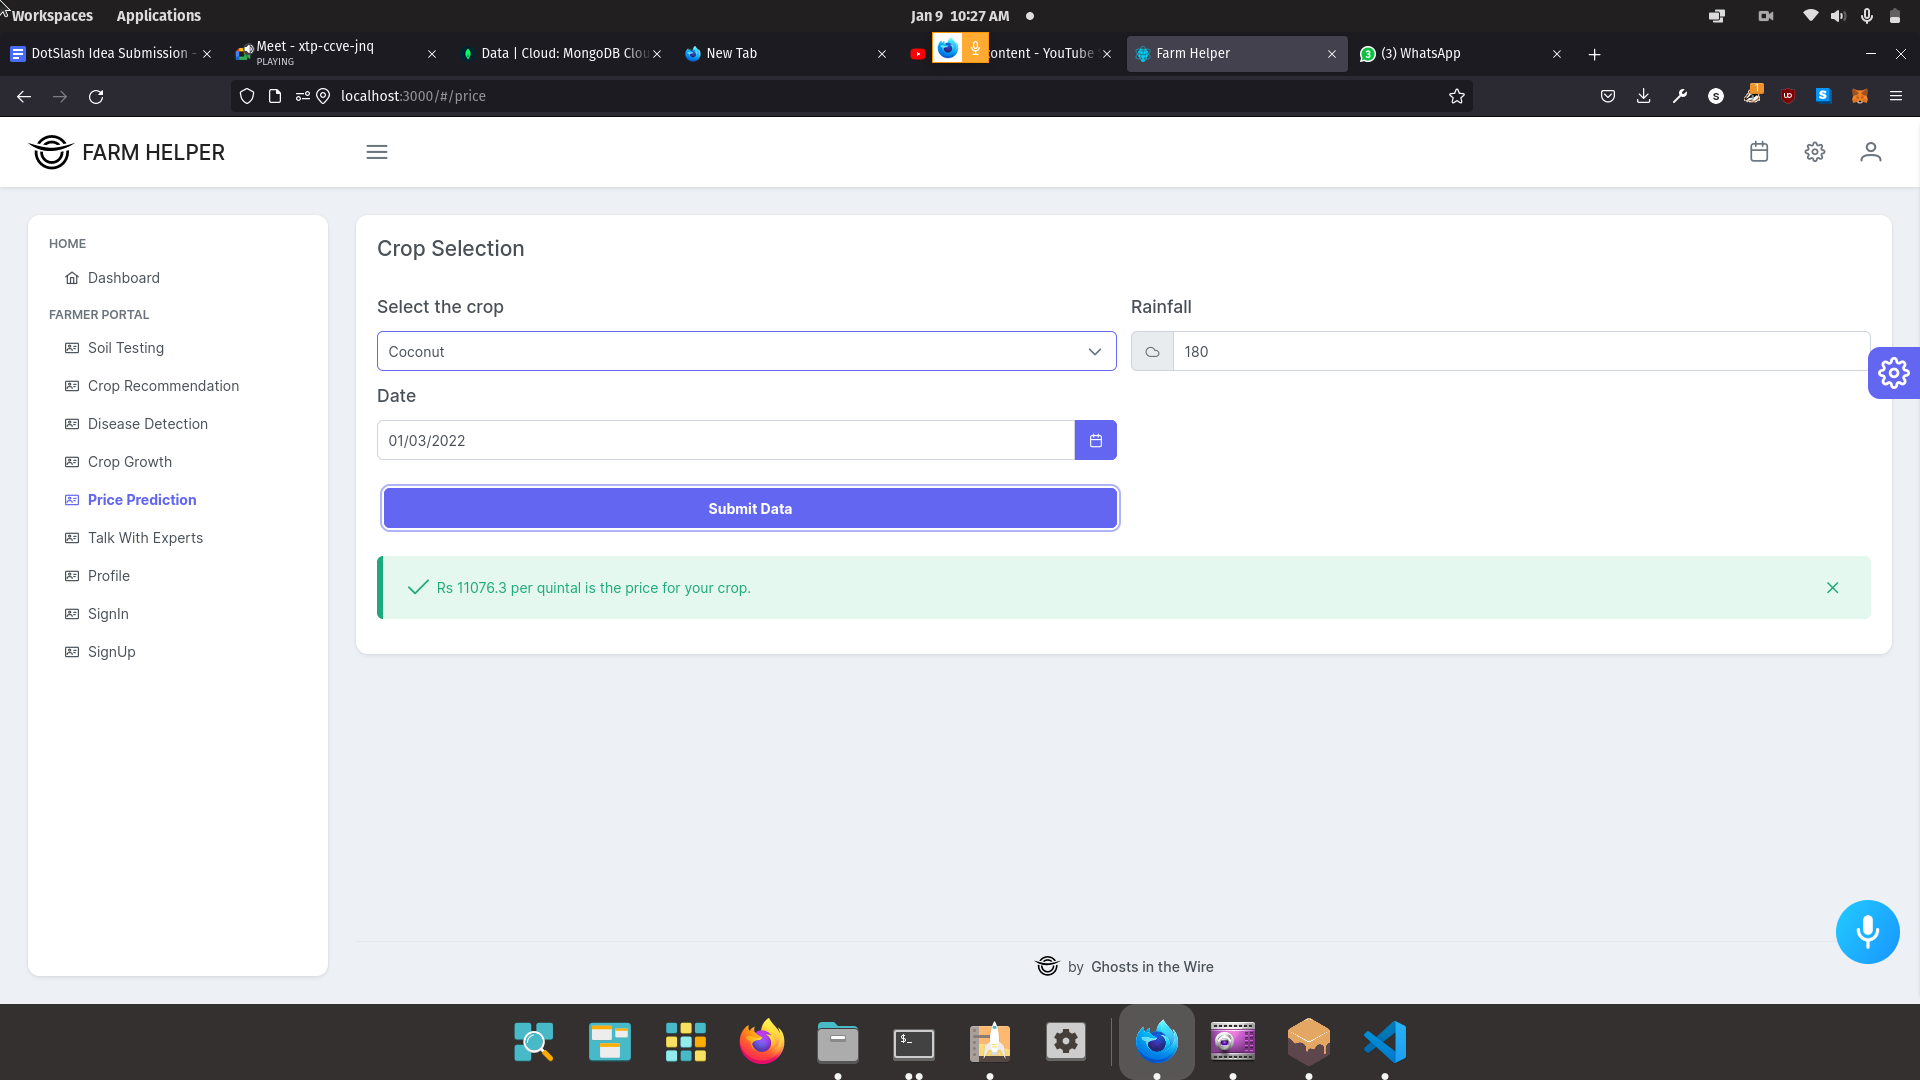 Workspaces Applications Jan 9 10:27 AM
DotSlash Idea Submission - Meet - xtp-ccve-jnq Data | Cloud: MongoDB Clou New Tab ontent - YouTube Farm Helper (3) WhatsApp
PLAYING
localhost:3000/#/price
FARM HELPER
HOME
Dashboard
FARMER PORTAL
Soil Testing
Crop Recommendation
Disease Detection
Crop Growth
Price Prediction
Talk With Experts
Profile
SignIn
SignUp
Crop Selection
Select the crop Rainfall
Coconut 180
Date
01/03/2022
Submit Data
Rs 11076.3 per quintal is the price for your crop.
by Ghosts in the Wire